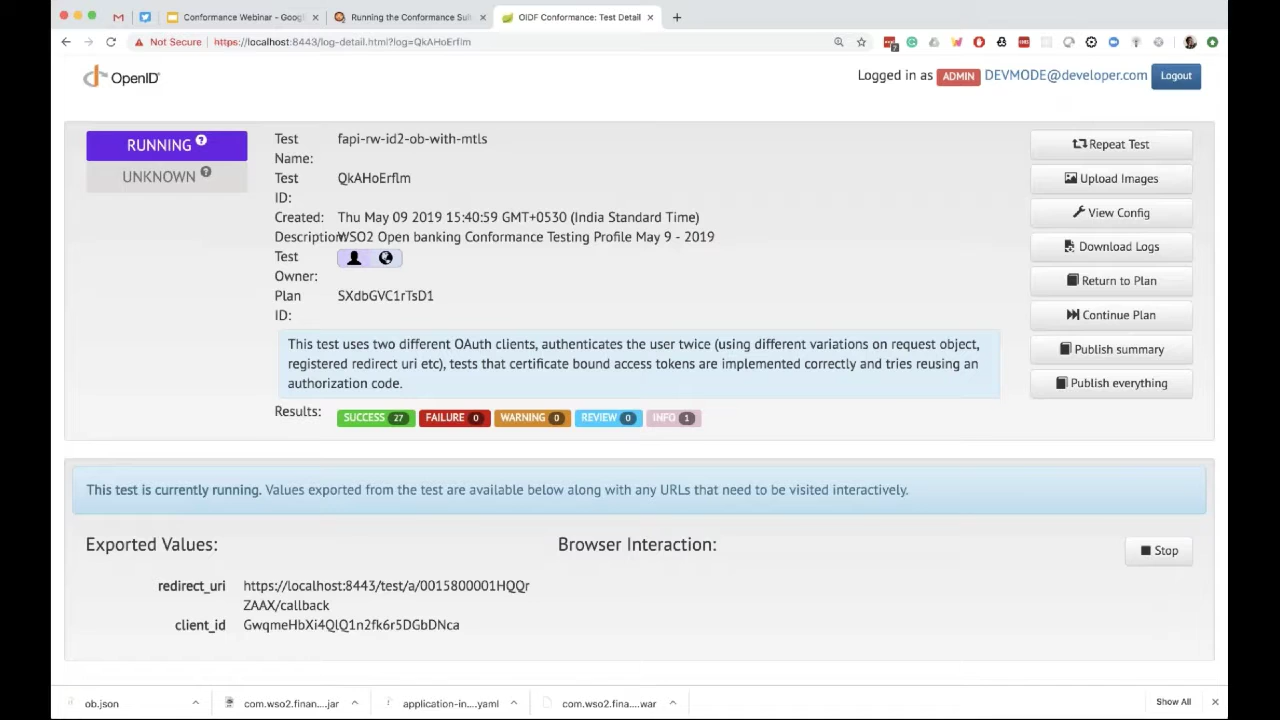 Conformance Webinar - Goog
Running the Conformance Sui
OIDF Conformance: Test Detail
Not Secure
https://localhost:8443/log-detail.html?log=QkAHoErflm
OpenID
Logged in as ADMIN DEVMODE@developer.com Logout
RUNNING
UNKNOWN
Test Name: fapi-rw-id2-ob-with-mtls
Test ID: QkAHoErflm
Created: Thu May 09 2019 15:40:59 GMT+0530 (India Standard Time)
Description: WSO2 Open banking Conformance Testing Profile May 9 - 2019
Test Owner:
Plan ID: SXdbGVC1rTsD1
This test uses two different OAuth clients, authenticates the user twice (using different variations on request object,
registered redirect uri etc), tests that certificate bound access tokens are implemented correctly and tries reusing an
authorization code.
Results: SUCCESS 27 FAILURE 0 WARNING 0 REVIEW 0 INFO 1
Repeat Test
Upload Images
View Config
Download Logs
Return to Plan
Continue Plan
Publish summary
Publish everything
This test is currently running. Values exported from the test are available below along with any URLs that need to be visited interactively.
Exported Values:
Browser Interaction:
Stop
redirect_uri https://localhost:8443/test/a/0015800001HQQr
ZAAX/callback
client_id GwqmeHbXi4QlQ1n2fk6r5DGbDNca
ob.json
com.wso2.finan....jar
application-in....yaml
com.wso2.fina....war
Show All